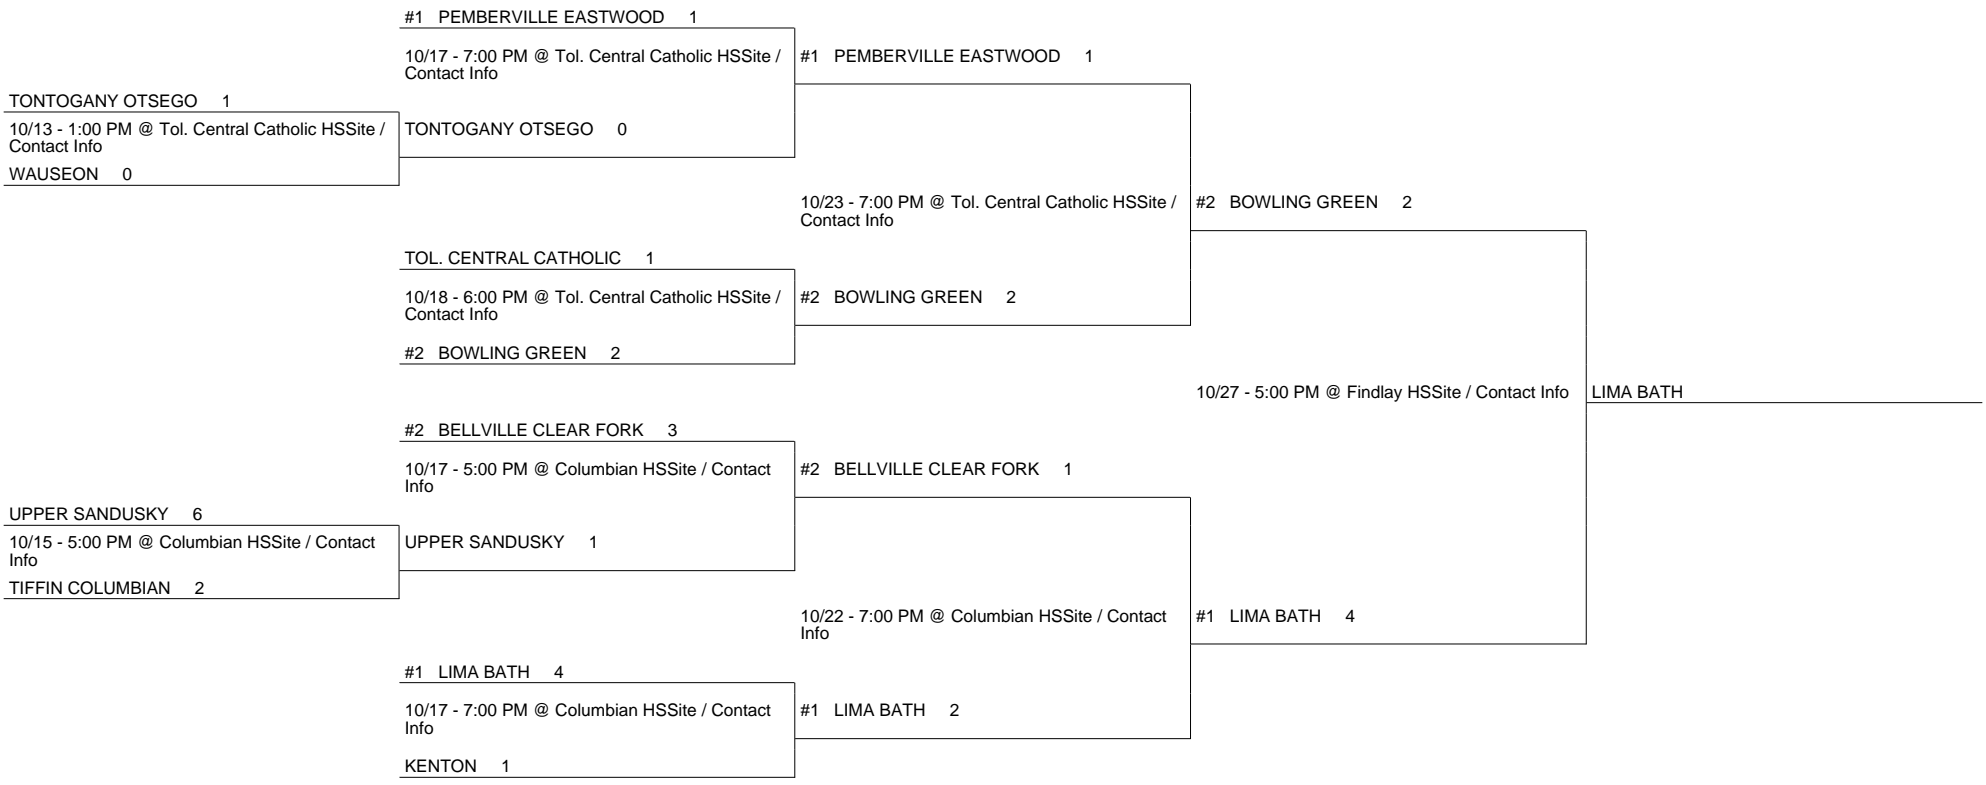 #1 PEMBERVILLE EASTWOOD 1
10/17 - 7:00 PM @ Tol. Central Catholic HSSite /
Contact Info
#1 PEMBERVILLE EASTWOOD 1
TONTOGANY OTSEGO 1
10/13 - 1:00 PM @ Tol. Central Catholic HSSite /
Contact Info
TONTOGANY OTSEGO 0
WAUSEON 0
10/23 - 7:00 PM @ Tol. Central Catholic HSSite /
Contact Info
#2 BOWLING GREEN 2
TOL. CENTRAL CATHOLIC 1
10/18 - 6:00 PM @ Tol. Central Catholic HSSite /
Contact Info
#2 BOWLING GREEN 2
#2 BOWLING GREEN 2
10/27 - 5:00 PM @ Findlay HSSite / Contact Info
LIMA BATH
#2 BELLVILLE CLEAR FORK 3
10/17 - 5:00 PM @ Columbian HSSite / Contact
Info
#2 BELLVILLE CLEAR FORK 1
UPPER SANDUSKY 6
10/15 - 5:00 PM @ Columbian HSSite / Contact
Info
UPPER SANDUSKY 1
TIFFIN COLUMBIAN 2
10/22 - 7:00 PM @ Columbian HSSite / Contact
Info
#1 LIMA BATH 4
#1 LIMA BATH 4
10/17 - 7:00 PM @ Columbian HSSite / Contact
Info
#1 LIMA BATH 2
KENTON 1